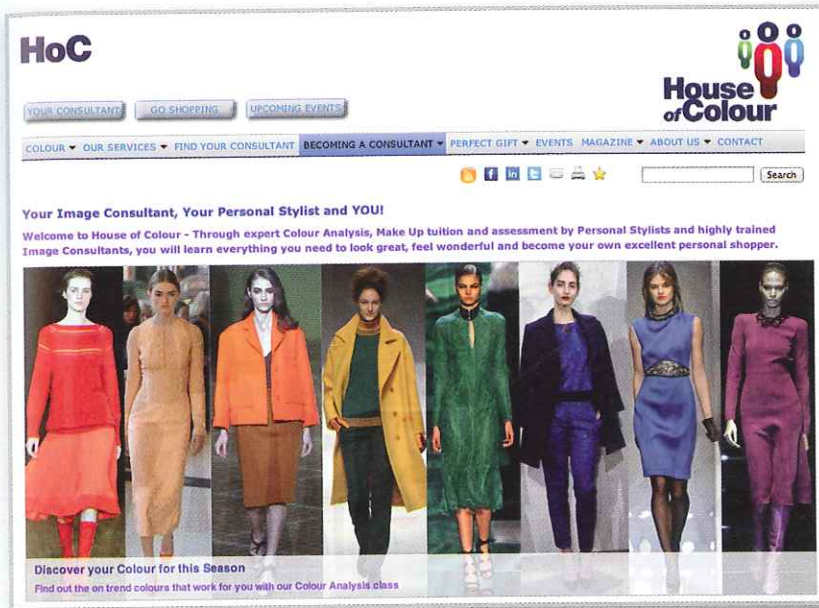 HoC
House
of Colour
YOUR CONSULTANT
GO SHOPPING
UPCOMING EVENTS
COLOUR OUR SERVICES FIND YOUR CONSULTANT BECOMING A CONSULTANT PERFECT GIFT EVENTS MAGAZINE ABOUT US CONTACT
Search
Your Image Consultant, Your Personal Stylist and YOU!
Welcome to House of Colour - Through expert Colour Analysis, Make Up tuition and assessment by Personal Stylists and highly trained
Image Consultants, you will learn everything you need to look great, feel wonderful and become your own excellent personal shopper.
Discover your Colour for this Season
Find out the on trend colours that work for you with our Colour Analysis class